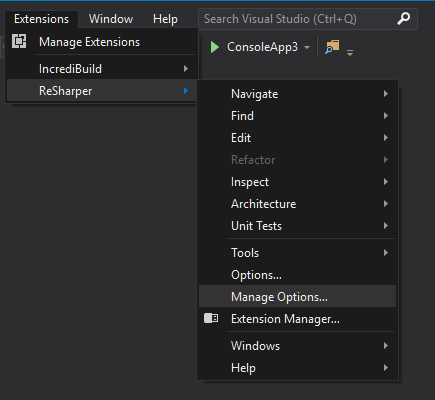 Extensions Window Help Search Visual Studio (Ctrl+Q)
Manage Extensions
ConsoleApp3
IncrediBuild
ReSharper
Navigate
Find
Edit
Refactor
Inspect
Architecture
Unit Tests
Tools
Options...
Manage Options...
Extension Manager...
Windows
Help